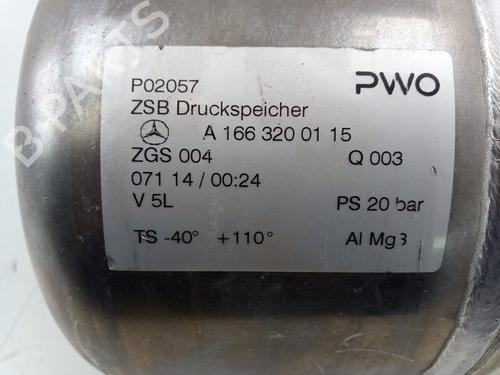 P02057
PWO
ZSB Druckspeicher
A 166 320 01 15
ZGS 004 Q 003
071 14 / 00:24
V 5L PS 20 bar
TS -40° +110° Al Mg3
B-PARTS